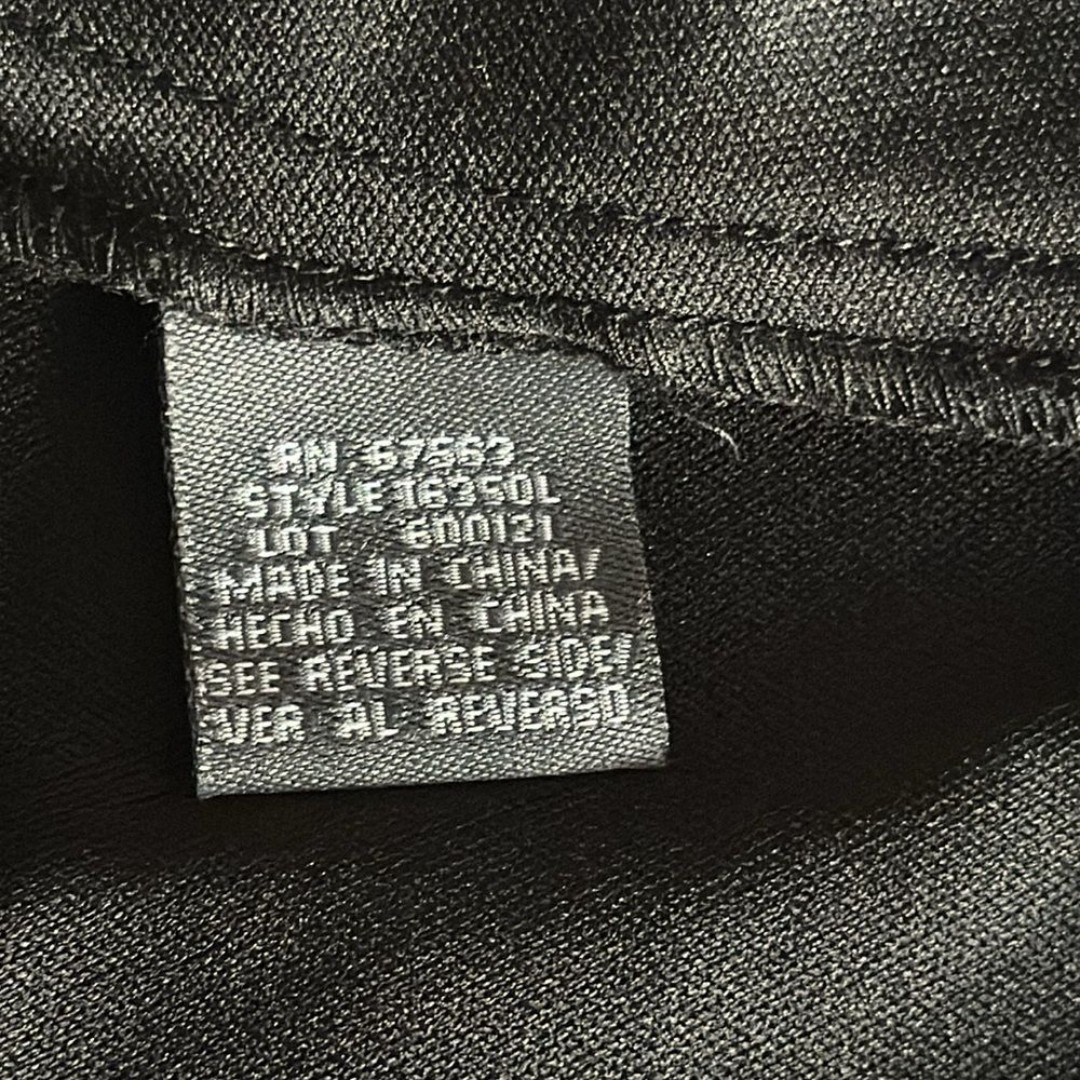 RN 67563
STYLE 16350L
LOT 600121
MADE IN CHINA/
HECHO EN CHINA
SEE REVERSE SIDE/
VER AL REVERSO